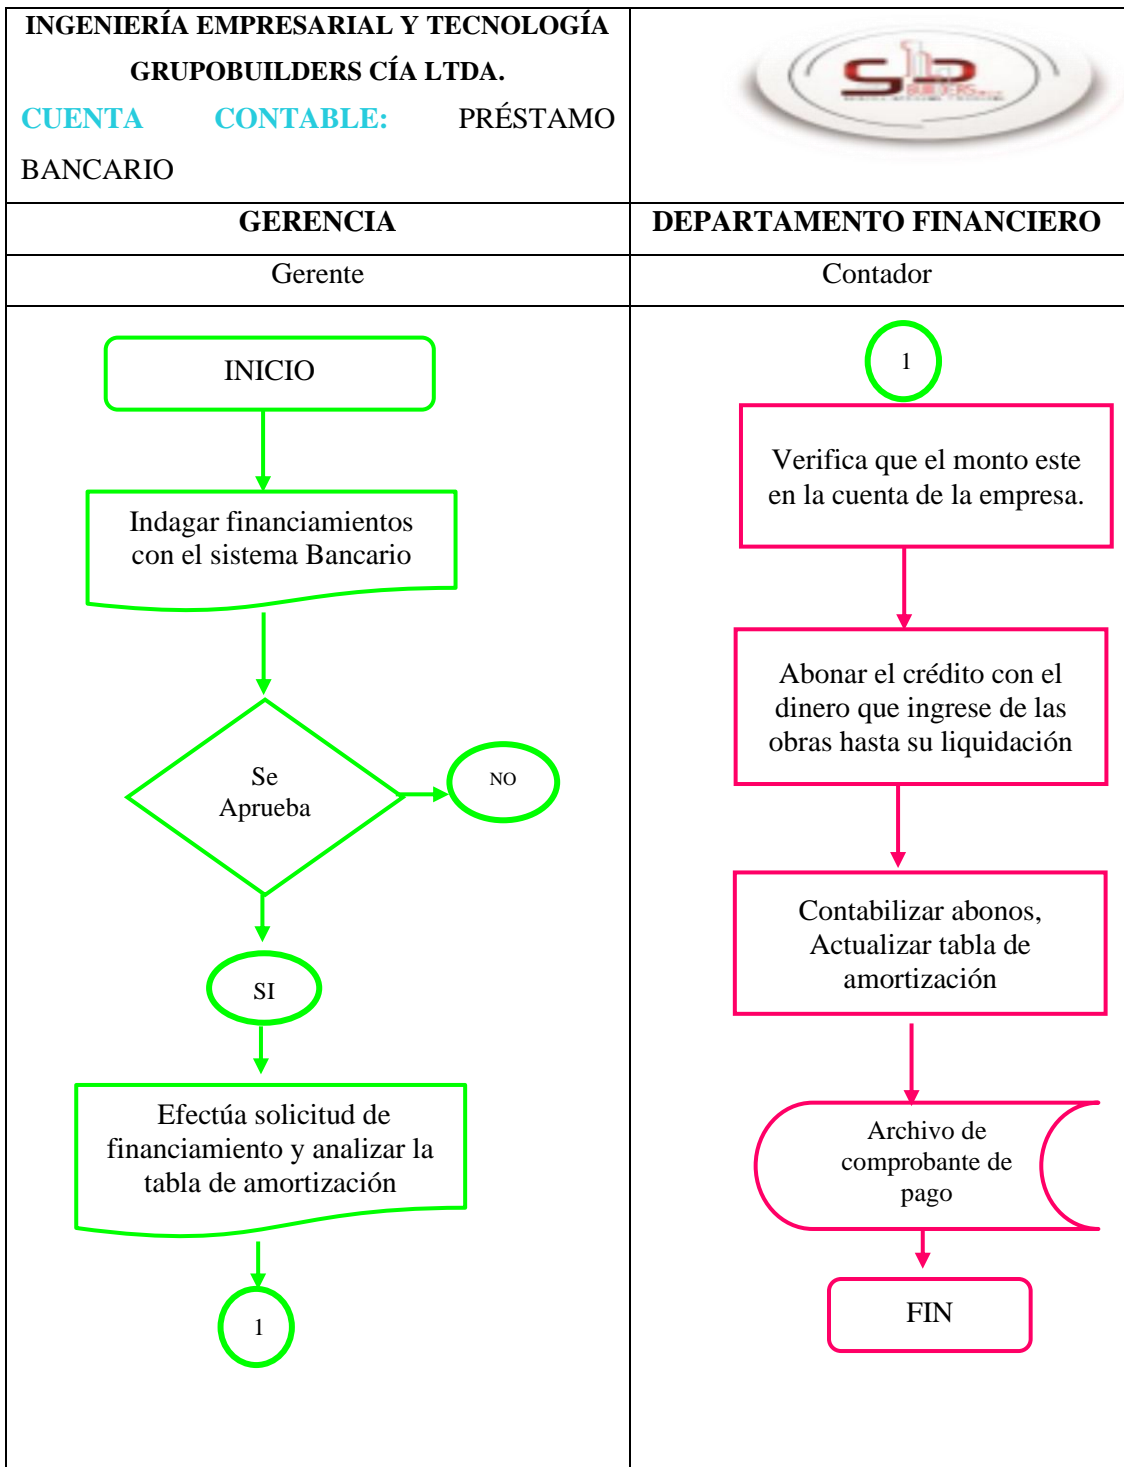 INGENIERÍA EMPRESARIAL Y TECNOLOGÍA
GRUPOBUILDERS CÍA LTDA.
CUENTA CONTABLE: PRÉSTAMO
BANCARIO
GERENCIA
DEPARTAMENTO FINANCIERO
Gerente
Contador
INICIO
Indagar financiamientos
con el sistema Bancario
Se
Aprueba
NO
SI
Efectúa solicitud de
financiamiento y analizar la
tabla de amortización
1
1
Verifica que el monto este
en la cuenta de la empresa.
Abonar el crédito con el
dinero que ingrese de las
obras hasta su liquidación
Contabilizar abonos,
Actualizar tabla de
amortización
Archivo de
comprobante de
pago
FIN